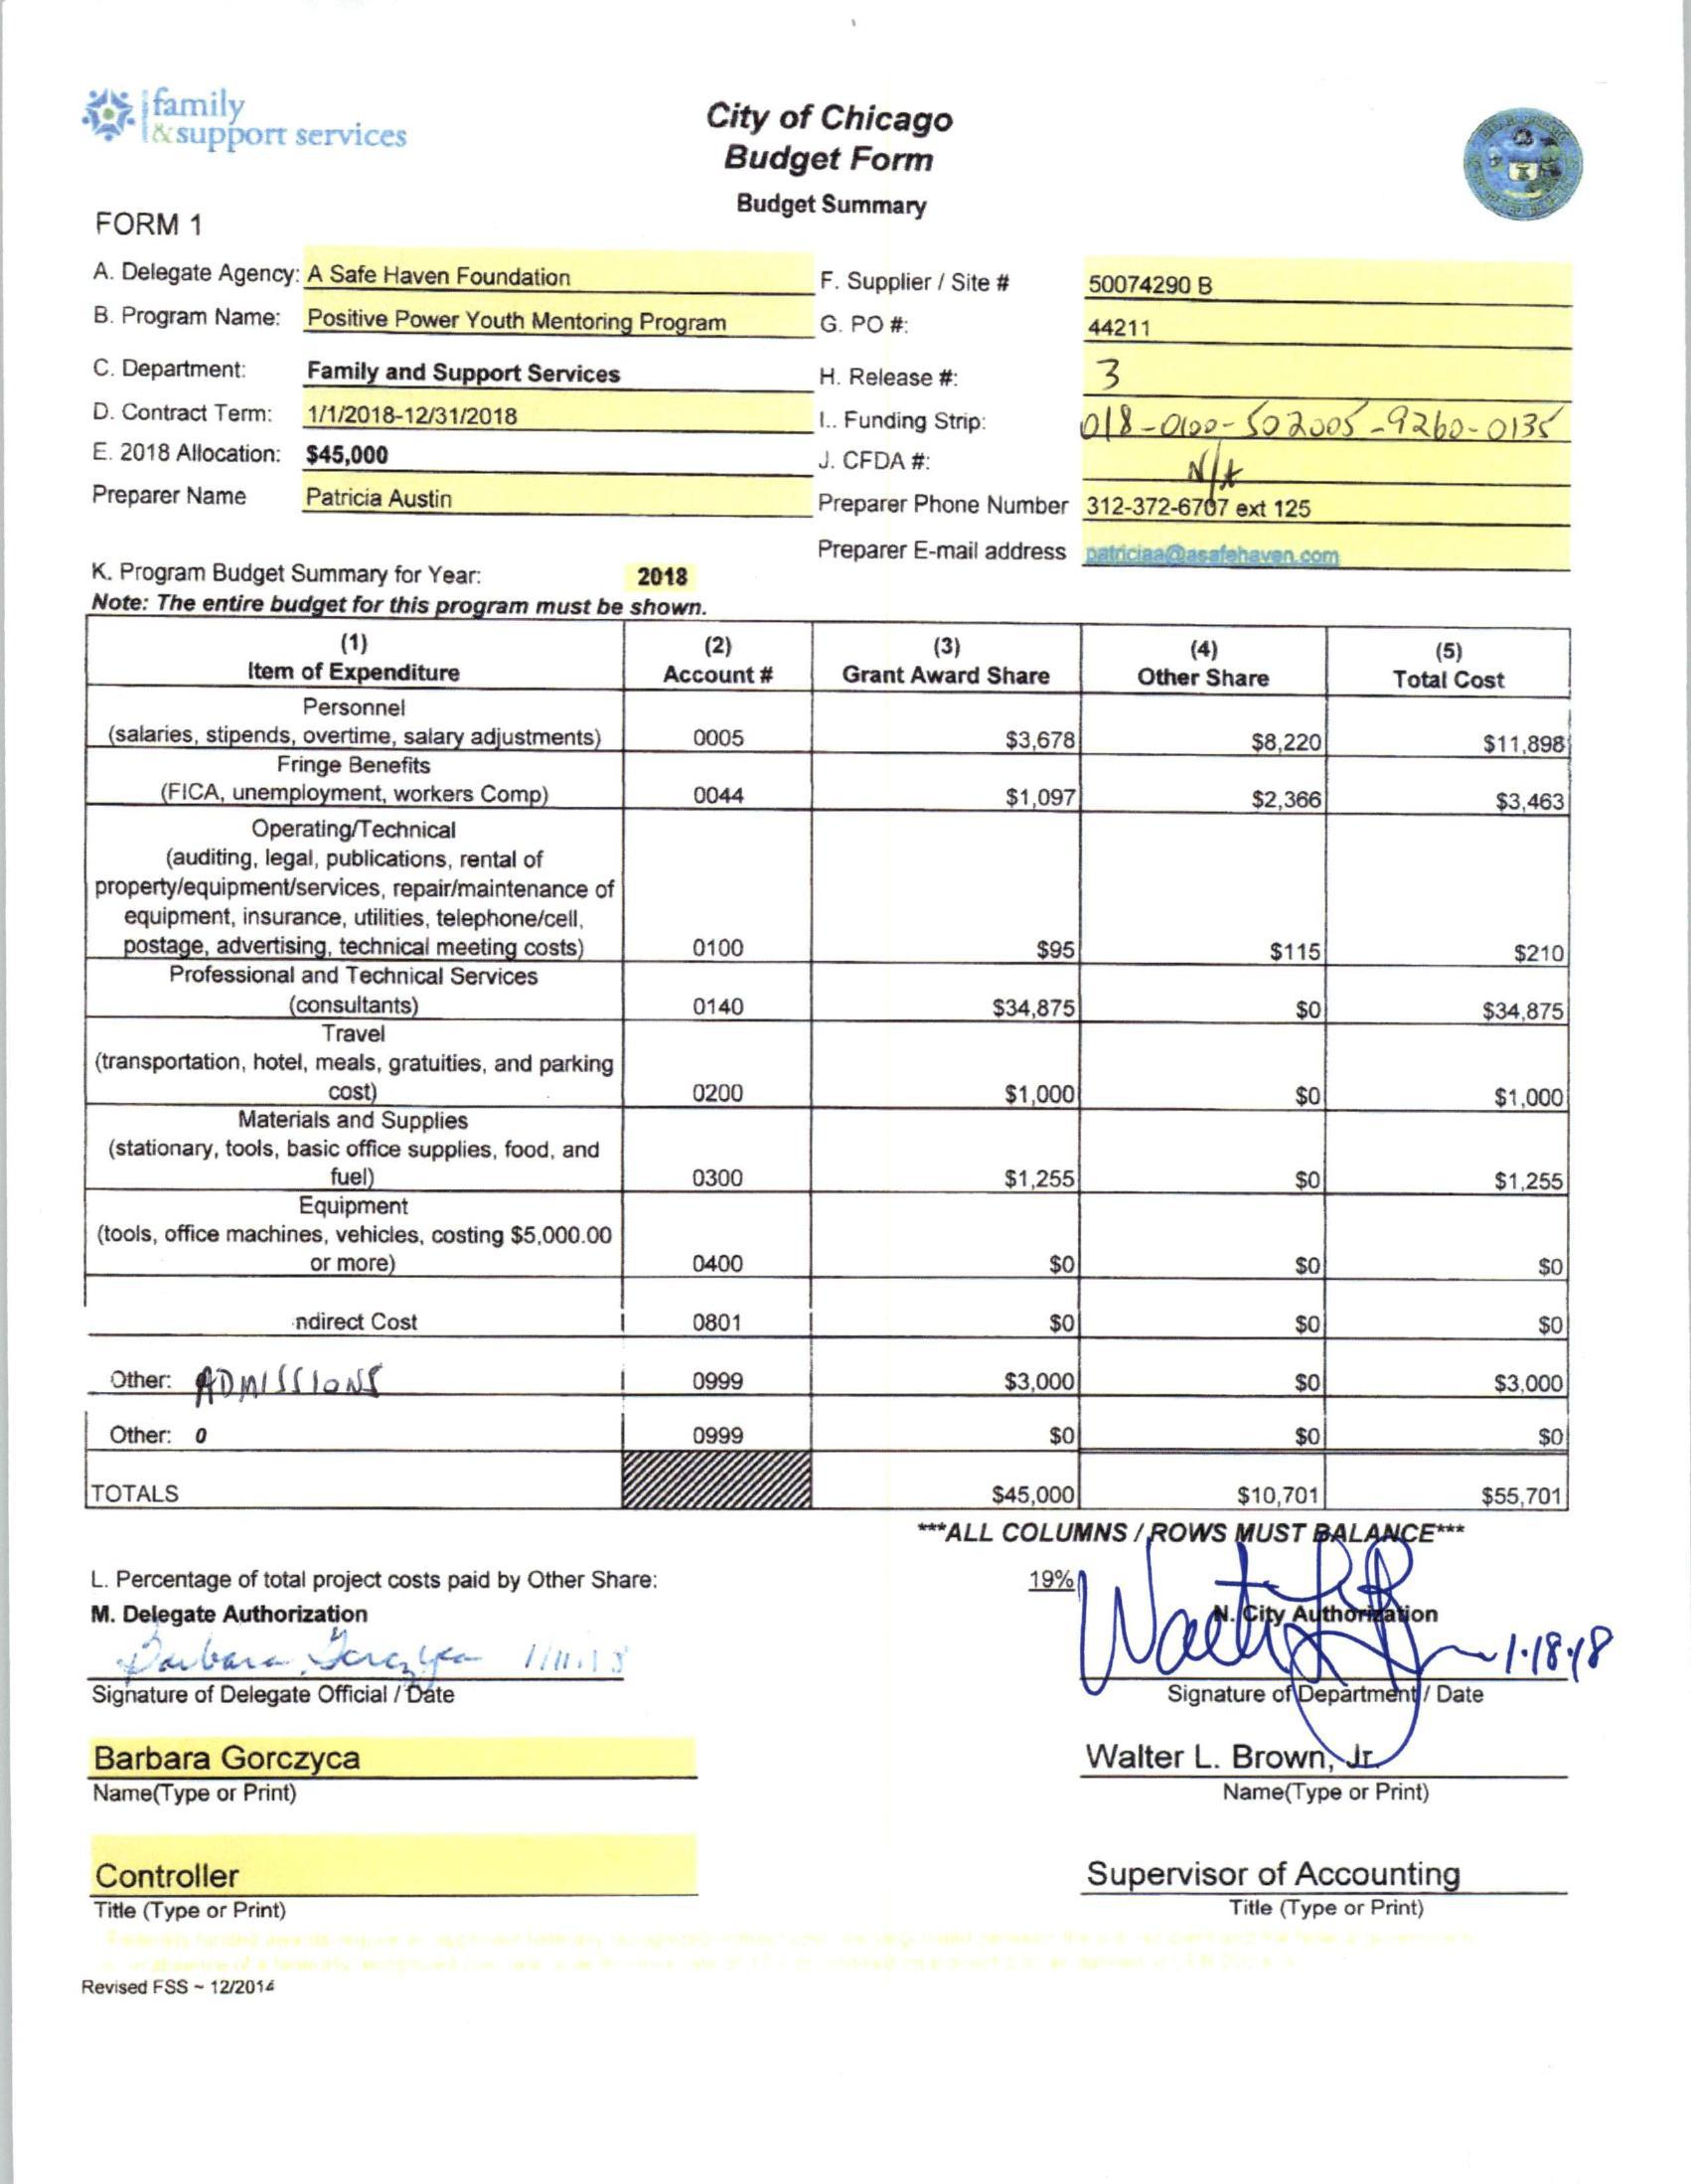 family
& support services
City of Chicago
Budget Form
Budget Summary
FORM 1
A. Delegate Agency: A Safe Haven Foundation
F. Supplier / Site # 50074290 B
B. Program Name: Positive Power Youth Mentoring Program
G. PO #: 44211
C. Department: Family and Support Services
H. Release #: 3
D. Contract Term: 1/1/2018-12/31/2018
I.. Funding Strip: 018-0100-502005-9260-0135
E. 2018 Allocation: $45,000
J. CFDA #: N/A
Preparer Name Patricia Austin
Preparer Phone Number 312-372-6707 ext 125
Preparer E-mail address patriciaa@asafehaven.com
K. Program Budget Summary for Year: 2018
Note: The entire budget for this program must be shown.
(1) (2) (3) (4) (5)
Item of Expenditure Account # Grant Award Share Other Share Total Cost
Personnel
(salaries, stipends, overtime, salary adjustments) 0005 $3,678 $8,220 $11,898
Fringe Benefits
(FICA, unemployment, workers Comp) 0044 $1,097 $2,366 $3,463
Operating/Technical
(auditing, legal, publications, rental of
property/equipment/services, repair/maintenance of
equipment, insurance, utilities, telephone/cell,
postage, advertising, technical meeting costs) 0100 $95 $115 $210
Professional and Technical Services
(consultants) 0140 $34,875 $0 $34,875
Travel
(transportation, hotel, meals, gratuities, and parking
cost) 0200 $1,000 $0 $1,000
Materials and Supplies
(stationary, tools, basic office supplies, food, and
fuel) 0300 $1,255 $0 $1,255
Equipment
(tools, office machines, vehicles, costing $5,000.00
or more) 0400 $0 $0 $0
ndirect Cost 0801 $0 $0 $0
Other: ADMISSIONS 0999 $3,000 $0 $3,000
Other: 0 0999 $0 $0 $0
TOTALS $45,000 $10,701 $55,701
***ALL COLUMNS / ROWS MUST BALANCE***
L. Percentage of total project costs paid by Other Share: 19%
M. Delegate Authorization
N. City Authorization
Barbara Gorczyca 1/11/18
1·18·18
Signature of Delegate Official / Date
Signature of Department / Date
Barbara Gorczyca
Walter L. Brown, Jr.
Name(Type or Print)
Name(Type or Print)
Controller
Supervisor of Accounting
Title (Type or Print)
Title (Type or Print)
Revised FSS ~ 12/2014